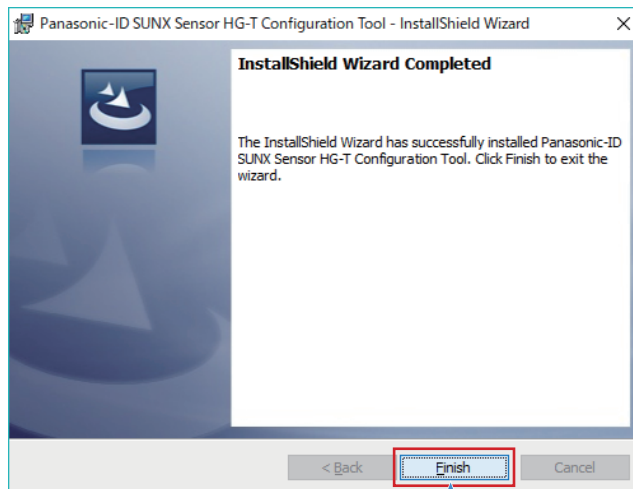 Panasonic-ID SUNX Sensor HG-T Configuration Tool - InstallShield Wizard
InstallShield Wizard Completed
The InstallShield Wizard has successfully installed Panasonic-ID
SUNX Sensor HG-T Configuration Tool. Click Finish to exit the
wizard.
< Back Finish Cancel